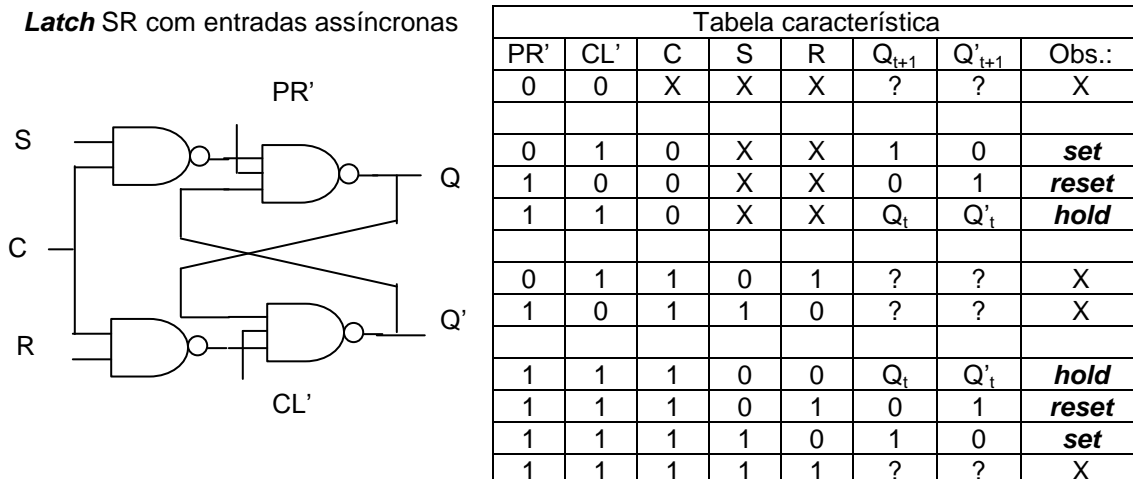 Latch SR com entradas assíncronas
PR’
S
Q
C
Q’
R
CL’
Tabela característica
PR’ CL’ C S R Qt+1 Q’t+1 Obs.:
0 0 X X X ? ? X
0 1 0 X X 1 0 set
1 0 0 X X 0 1 reset
1 1 0 X X Qt Q’t hold
0 1 1 0 1 ? ? X
1 0 1 1 0 ? ? X
1 1 1 0 0 Qt Q’t hold
1 1 1 0 1 0 1 reset
1 1 1 1 0 1 0 set
1 1 1 1 1 ? ? X